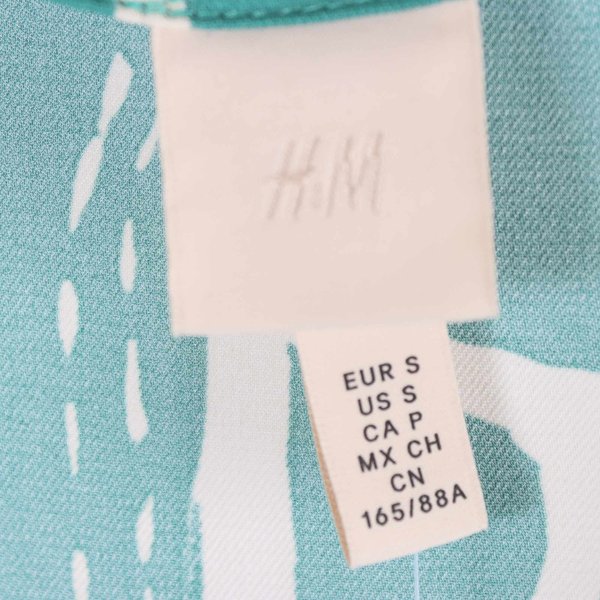 H&M
EUR S
US S
CA P
MX CH
CN
165/88A